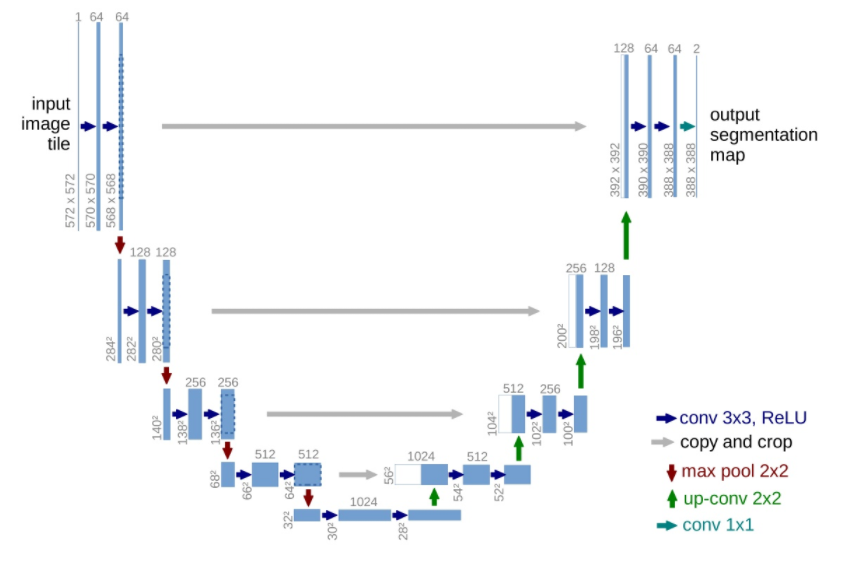 1 64 64
input
image
tile
572 x 572
570 x 570
568 x 568
128 64 64 2
output
segmentation
map
392 x 392
390 x 390
388 x 388
388 x 388
128 128
284²
282²
280²
256 128
200²
198²
196²
256 256
140²
138²
136²
512 256
104²
102²
100²
512 512
68²
66²
64²
1024 512
56²
54²
52²
1024
32²
30²
28²
conv 3x3, ReLU
copy and crop
max pool 2x2
up-conv 2x2
conv 1x1